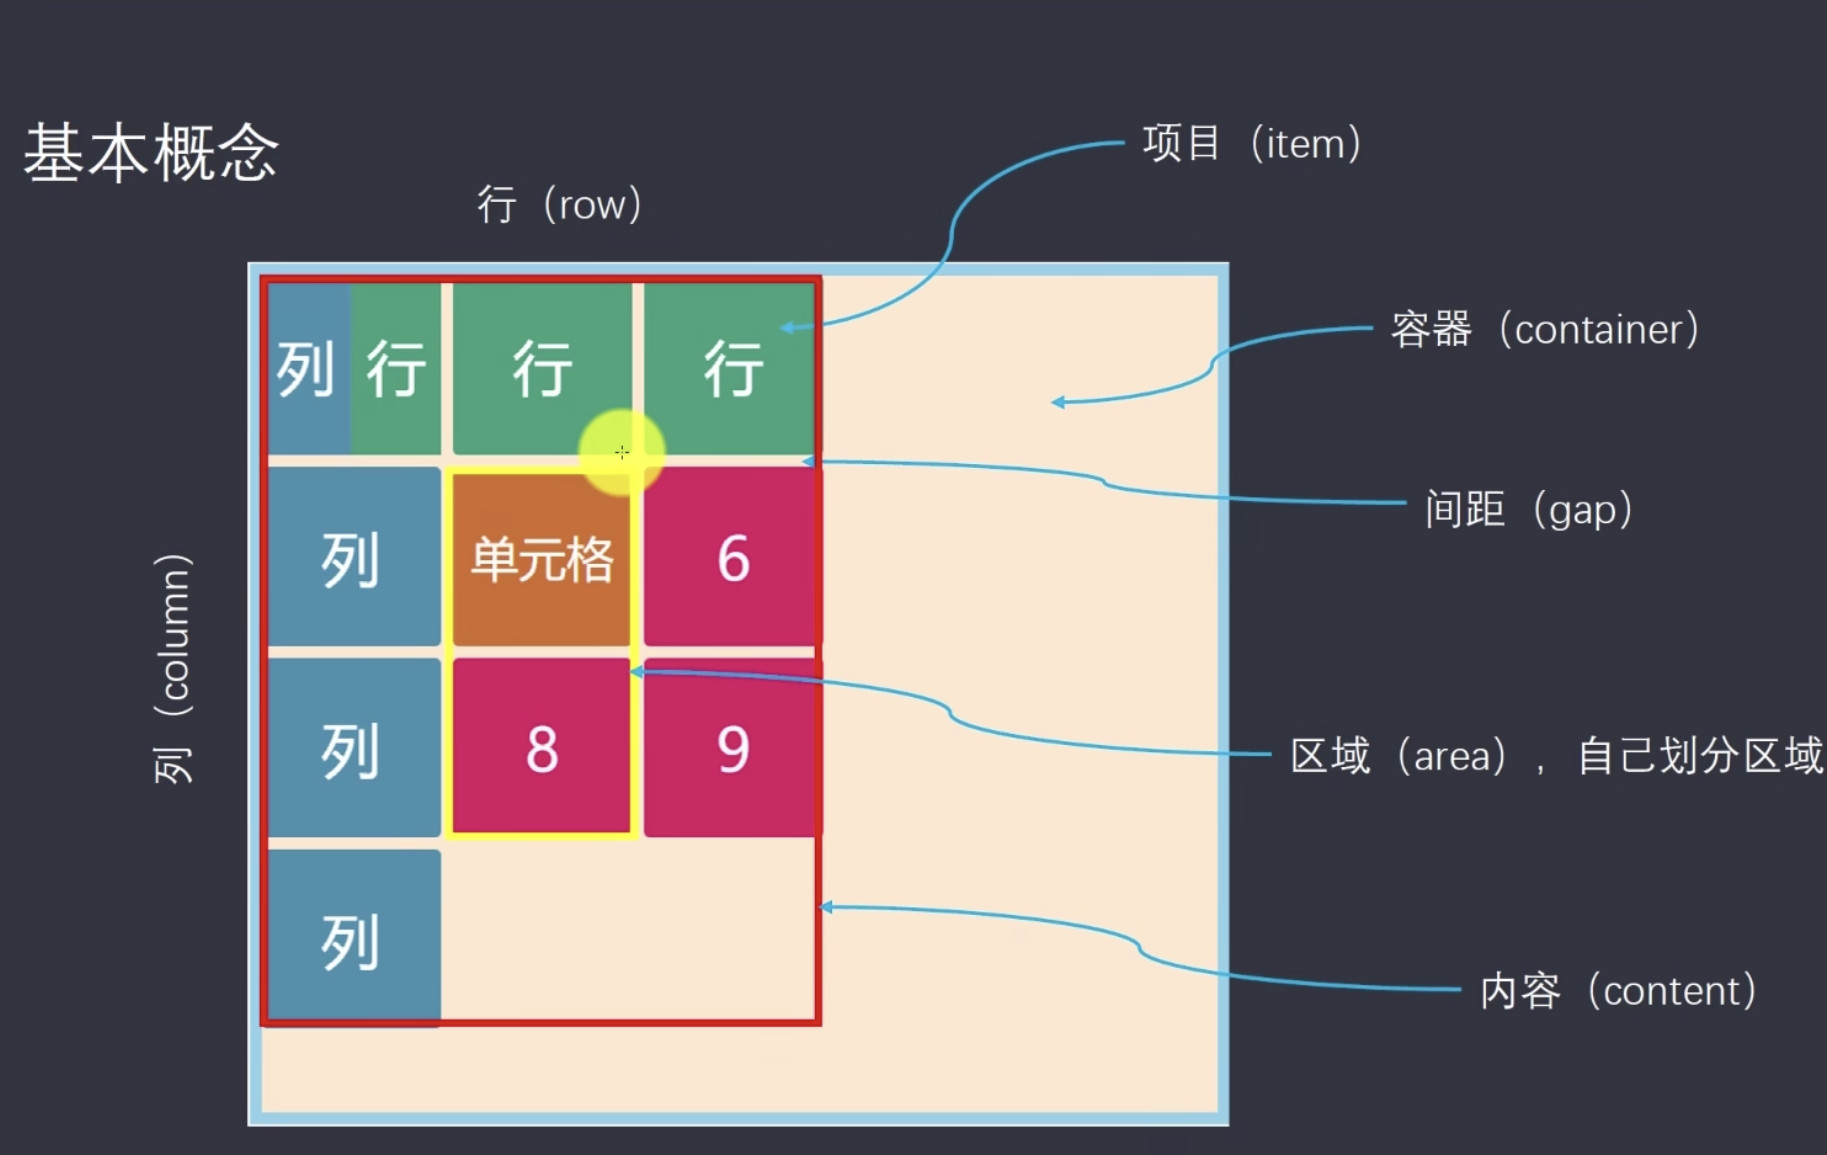 基本概念
行（row）
项目（item）
容器（container）
列 行 行 行
间距（gap）
列 单元格 6
列（column）
列 8 9
区域（area），自己划分区域
列
内容（content）